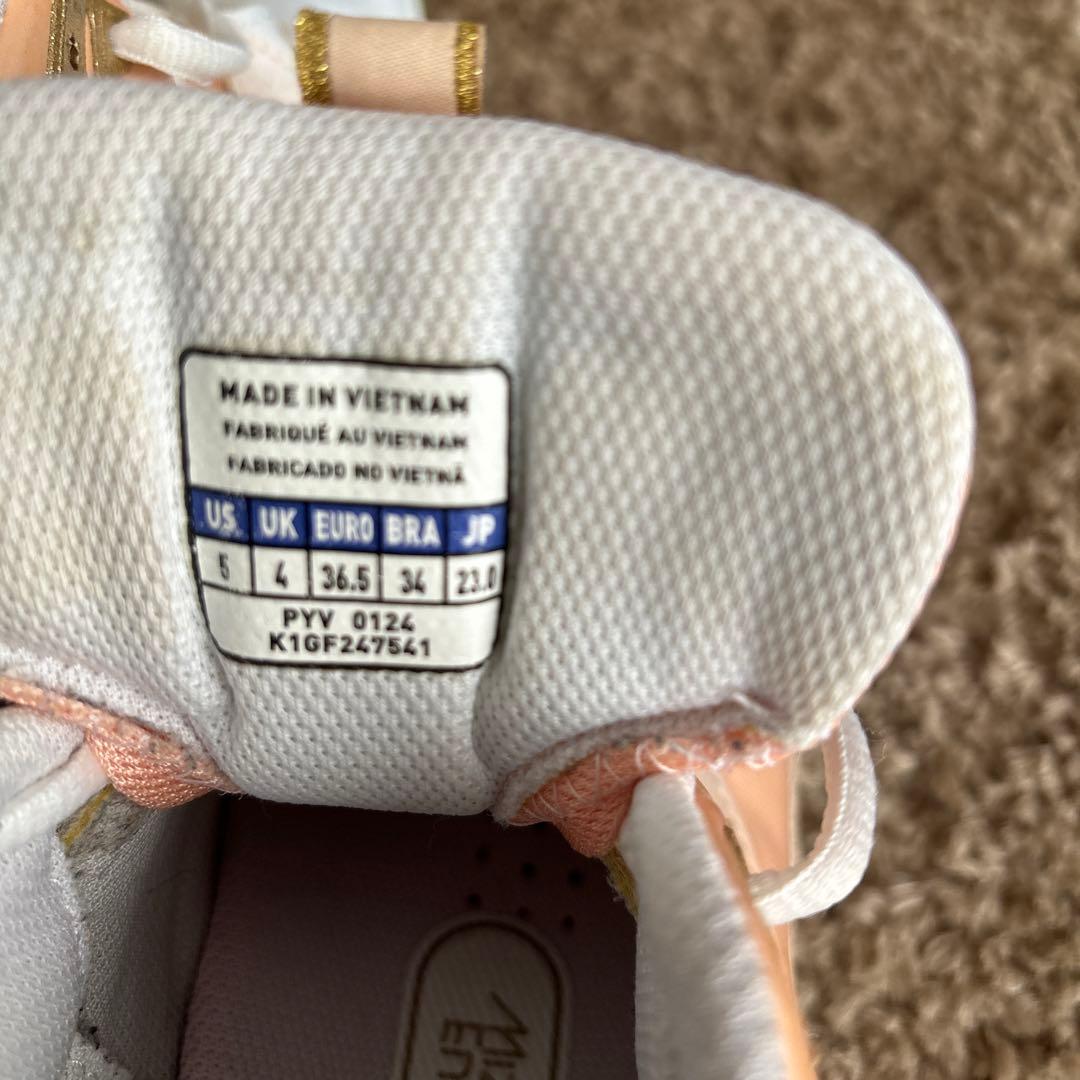 MADE IN VIETNAM
FABRIQUÉ AU VIETNAM
FABRICADO NO VIETNÃ
US UK EURO BRA JP
5 4 36.5 34 23.0
PYV 0124
K1GF247541